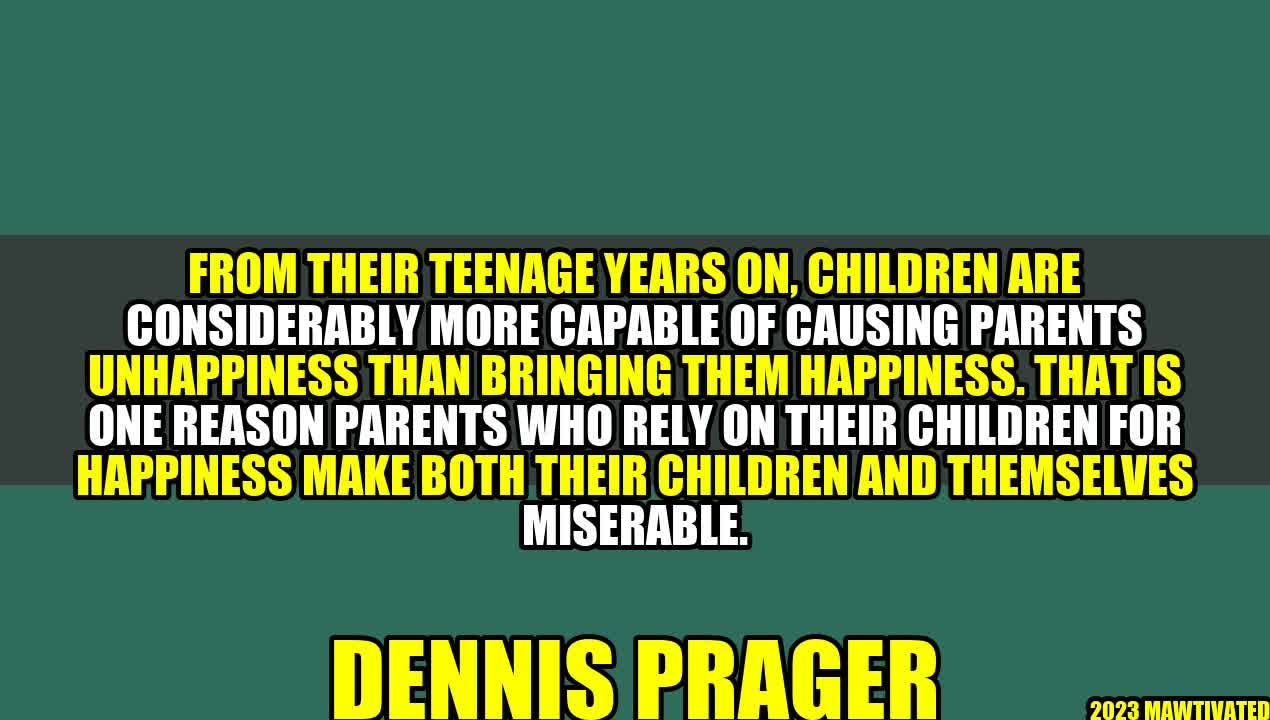 FROM THEIR TEENAGE YEARS ON, CHILDREN ARE
CONSIDERABLY MORE CAPABLE OF CAUSING PARENTS
UNHAPPINESS THAN BRINGING THEM HAPPINESS. THAT IS
ONE REASON PARENTS WHO RELY ON THEIR CHILDREN FOR
HAPPINESS MAKE BOTH THEIR CHILDREN AND THEMSELVES
MISERABLE.
DENNIS PRAGER
2023 MAWTIVATED